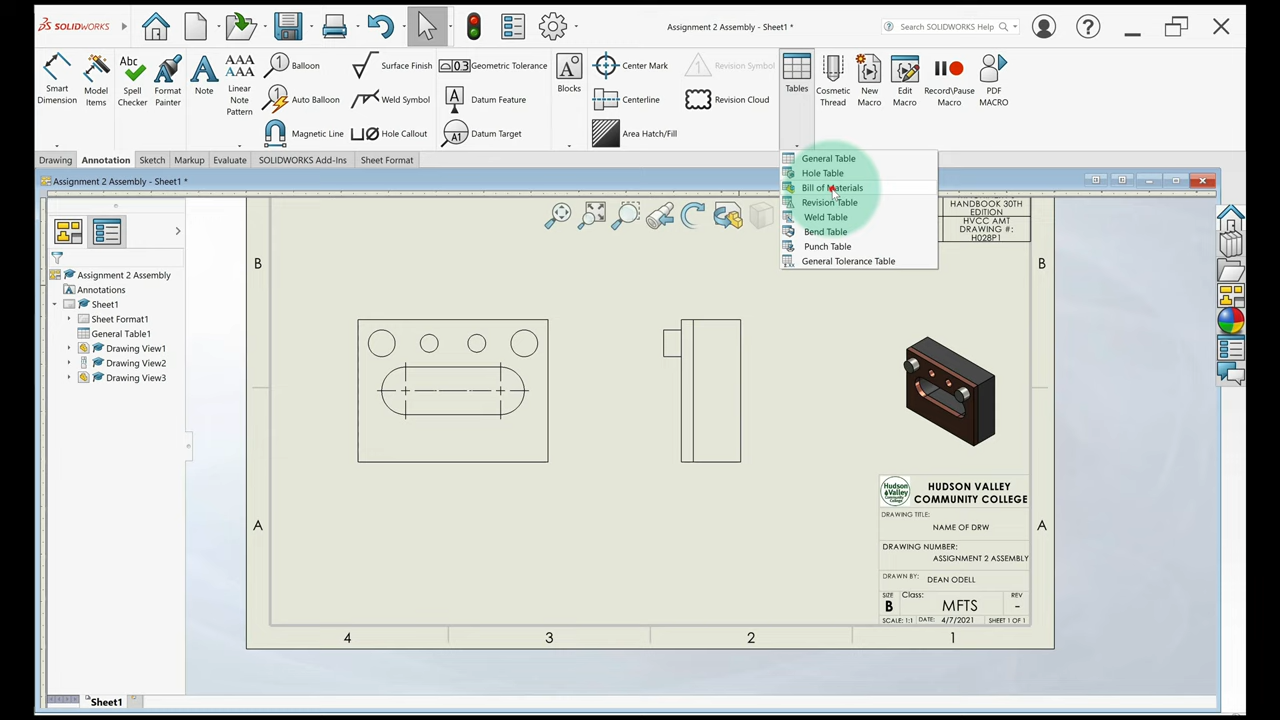 SOLIDWORKS
Assignment 2 Assembly - Sheet1 *
Search SOLIDWORKS Help
Smart Dimension
Model Items
Spell Checker
Format Painter
Note
Linear Note Pattern
Balloon
Auto Balloon
Magnetic Line
Surface Finish
Weld Symbol
Hole Callout
Geometric Tolerance
Datum Feature
Datum Target
Blocks
Center Mark
Centerline
Area Hatch/Fill
Revision Symbol
Revision Cloud
Tables
Cosmetic Thread
New Macro
Edit Macro
Record\Pause Macro
PDF MACRO
Drawing
Annotation
Sketch
Markup
Evaluate
SOLIDWORKS Add-Ins
Sheet Format
General Table
Hole Table
Bill of Materials
Revision Table
Weld Table
Bend Table
Punch Table
General Tolerance Table
Assignment 2 Assembly - Sheet1 *
Assignment 2 Assembly
Annotations
Sheet1
Sheet Format1
General Table1
Drawing View1
Drawing View2
Drawing View3
HANDBOOK 30TH
EDITION
HVCC AMT
DRAWING #:
H028P1
B
B
A
A
HUDSON VALLEY
COMMUNITY COLLEGE
Hudson
Valley
Community
College
DRAWING TITLE:
NAME OF DRW
DRAWING NUMBER:
ASSIGNMENT 2 ASSEMBLY
DRAWN BY:
DEAN ODELL
SIZE
B
Class:
MFTS
REV
-
SCALE: 1:1
DATE:
4/7/2021
SHEET 1 OF 1
4
3
2
1
Sheet1